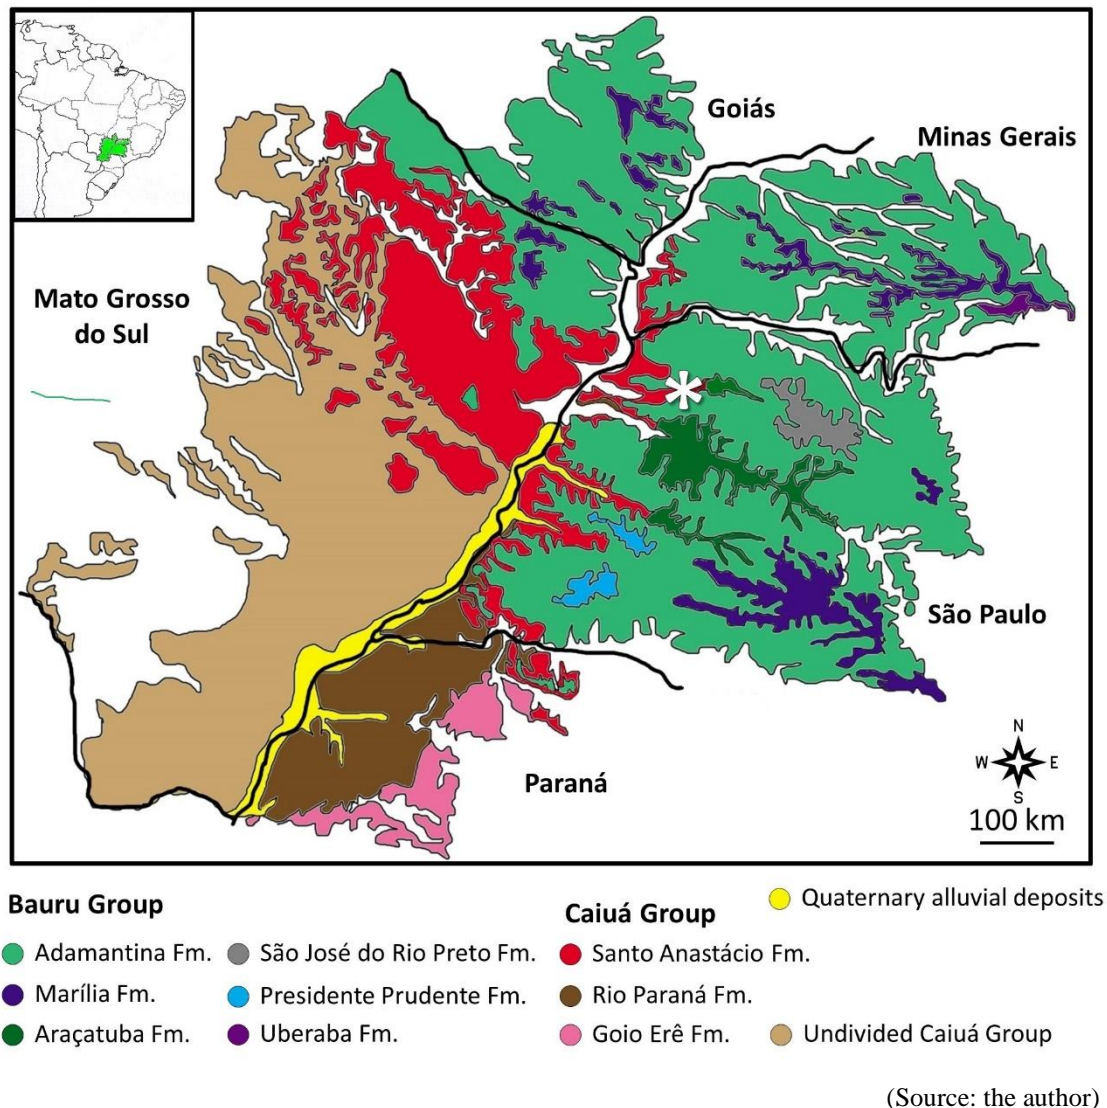 Goiás
Minas Gerais
Mato Grosso
do Sul
São Paulo
Paraná
N
W E
S
100 km
Bauru Group
Adamantina Fm.
Marília Fm.
Araçatuba Fm.
São José do Rio Preto Fm.
Presidente Prudente Fm.
Uberaba Fm.
Caiuá Group
Santo Anastácio Fm.
Rio Paraná Fm.
Goio Erê Fm.
Quaternary alluvial deposits
Undivided Caiuá Group
(Source: the author)